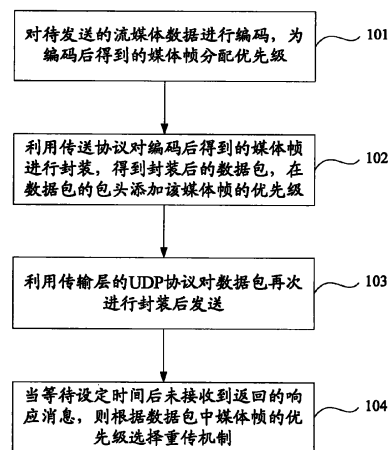 对待发送的流媒体数据进行编码，为
编码后得到的媒体帧分配优先级
101
利用传送协议对编码后得到的媒体帧
进行封装，得到封装后的数据包，在
数据包的包头添加该媒体帧的优先级
102
利用传输层的UDP协议对数据包再次
进行封装后发送
103
当等待设定时间后未接收到返回的响
应消息，则根据数据包中媒体帧的优
先级选择重传机制
104